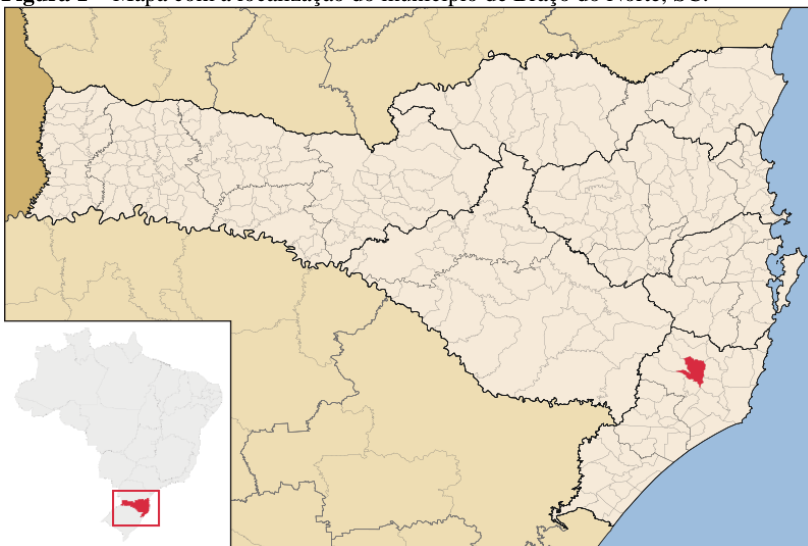 Figura 1 – Mapa com a localização do município de Braço do Norte, SC.